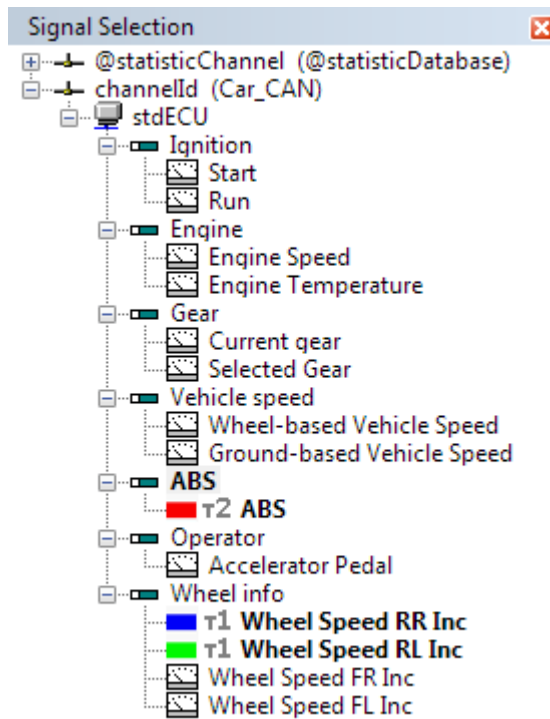 Signal Selection
@statisticChannel (@statisticDatabase)
channelId (Car_CAN)
stdECU
Ignition
Start
Run
Engine
Engine Speed
Engine Temperature
Gear
Current gear
Selected Gear
Vehicle speed
Wheel-based Vehicle Speed
Ground-based Vehicle Speed
ABS
T2 ABS
Operator
Accelerator Pedal
Wheel info
T1 Wheel Speed RR Inc
T1 Wheel Speed RL Inc
Wheel Speed FR Inc
Wheel Speed FL Inc